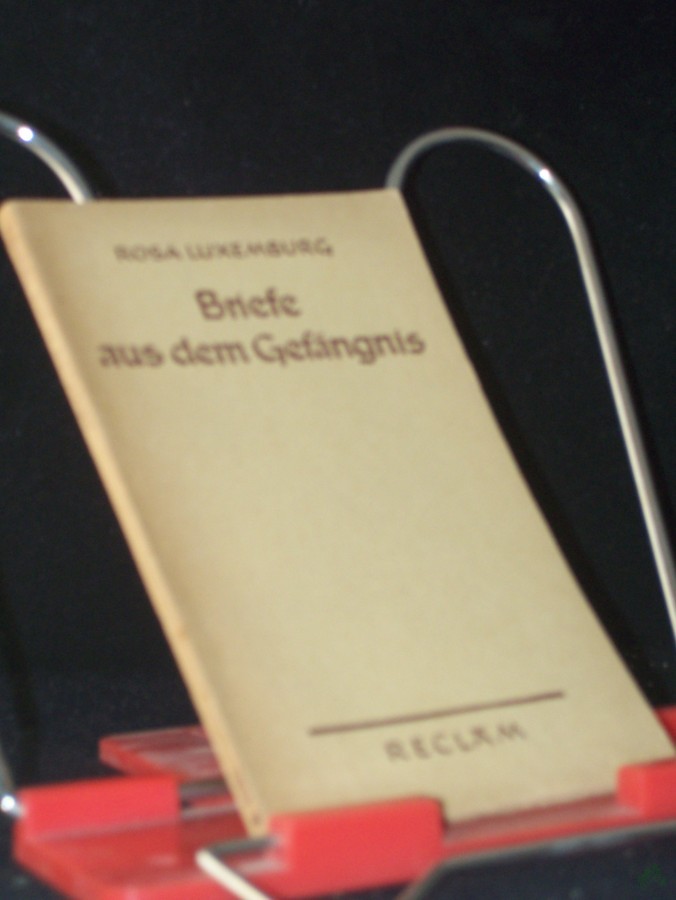 ROSA LUXEMBURG
Briefe
aus dem Gefängnis
RECLAM